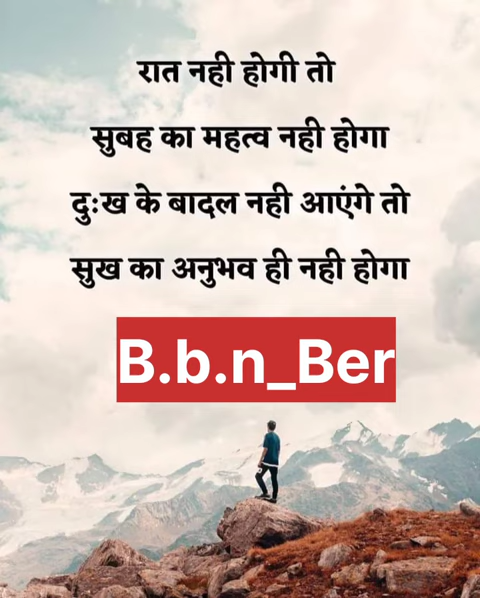 रात नही होगी तो
सुबह का महत्व नही होगा
दुःख के बादल नही आएंगे तो
सुख का अनुभव ही नही होगा
B.b.n_Ber